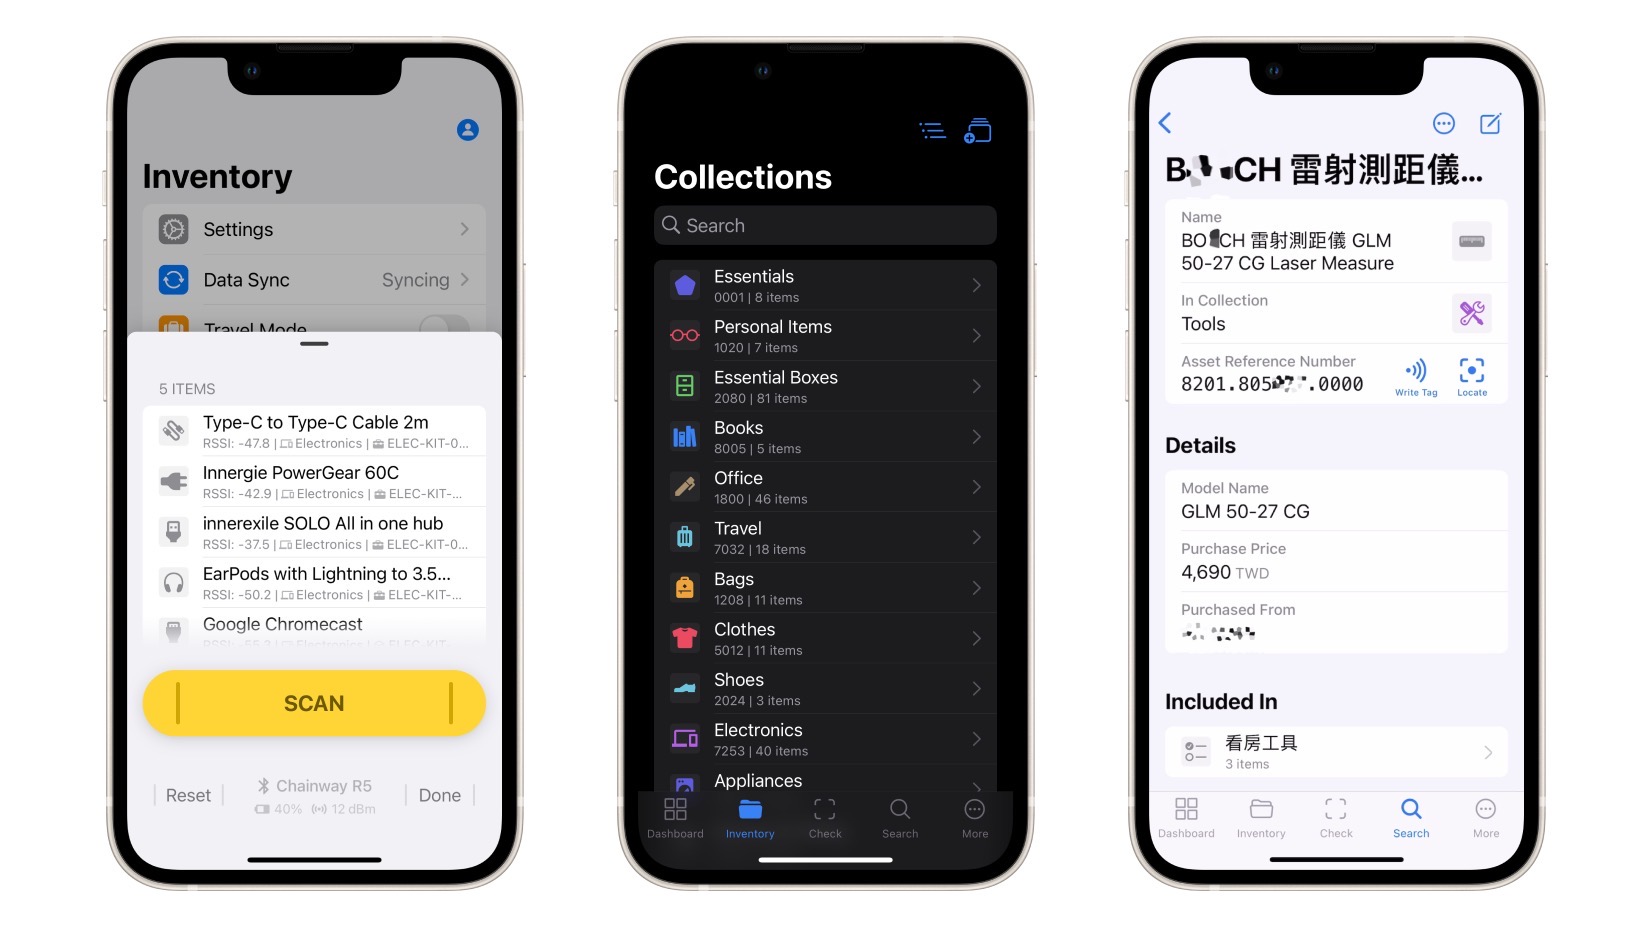 Inventory
Settings
Data Sync Syncing
Travel Mode
5 ITEMS
Type-C to Type-C Cable 2m
RSSI: -47.8 | Electronics | ELEC-KIT-0...
Innergie PowerGear 60C
RSSI: -42.9 | Electronics | ELEC-KIT-...
innerexile SOLO All in one hub
RSSI: -37.5 | Electronics | ELEC-KIT-0...
EarPods with Lightning to 3.5...
RSSI: -50.2 | Electronics | ELEC-KIT-...
Google Chromecast
SCAN
Reset
Chainway R5
40% 12 dBm
Done
Collections
Search
Essentials
0001 | 8 items
Personal Items
1020 | 7 items
Essential Boxes
2080 | 81 items
Books
8005 | 5 items
Office
1800 | 46 items
Travel
7032 | 18 items
Bags
1208 | 11 items
Clothes
5012 | 11 items
Shoes
2024 | 3 items
Electronics
7253 | 40 items
Appliances
Dashboard Inventory Check Search More
CH 雷射測距儀...
Name
CH 雷射測距儀 GLM
50-27 CG Laser Measure
In Collection
Tools
Asset Reference Number
8201.805 .0000
Write Tag Locate
Details
Model Name
GLM 50-27 CG
Purchase Price
4,690 TWD
Purchased From
Included In
看房工具
3 items
Dashboard Inventory Check Search More